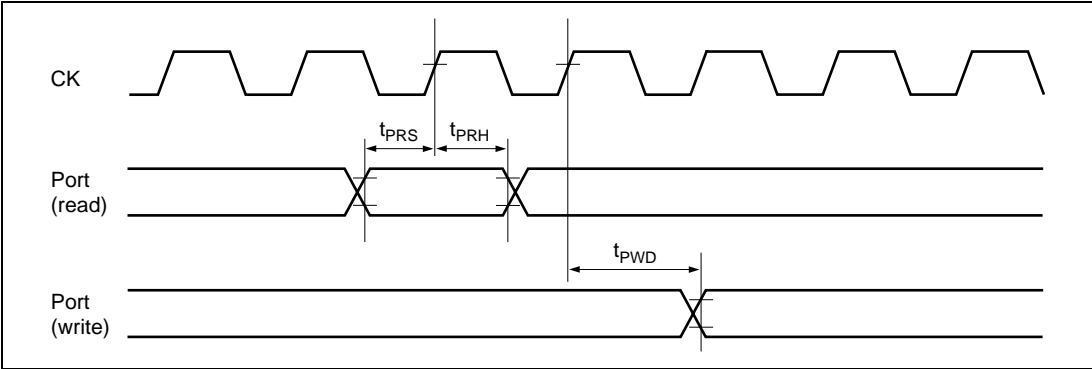 CK
tPRS tPRH
Port
(read)
tPWD
Port
(write)